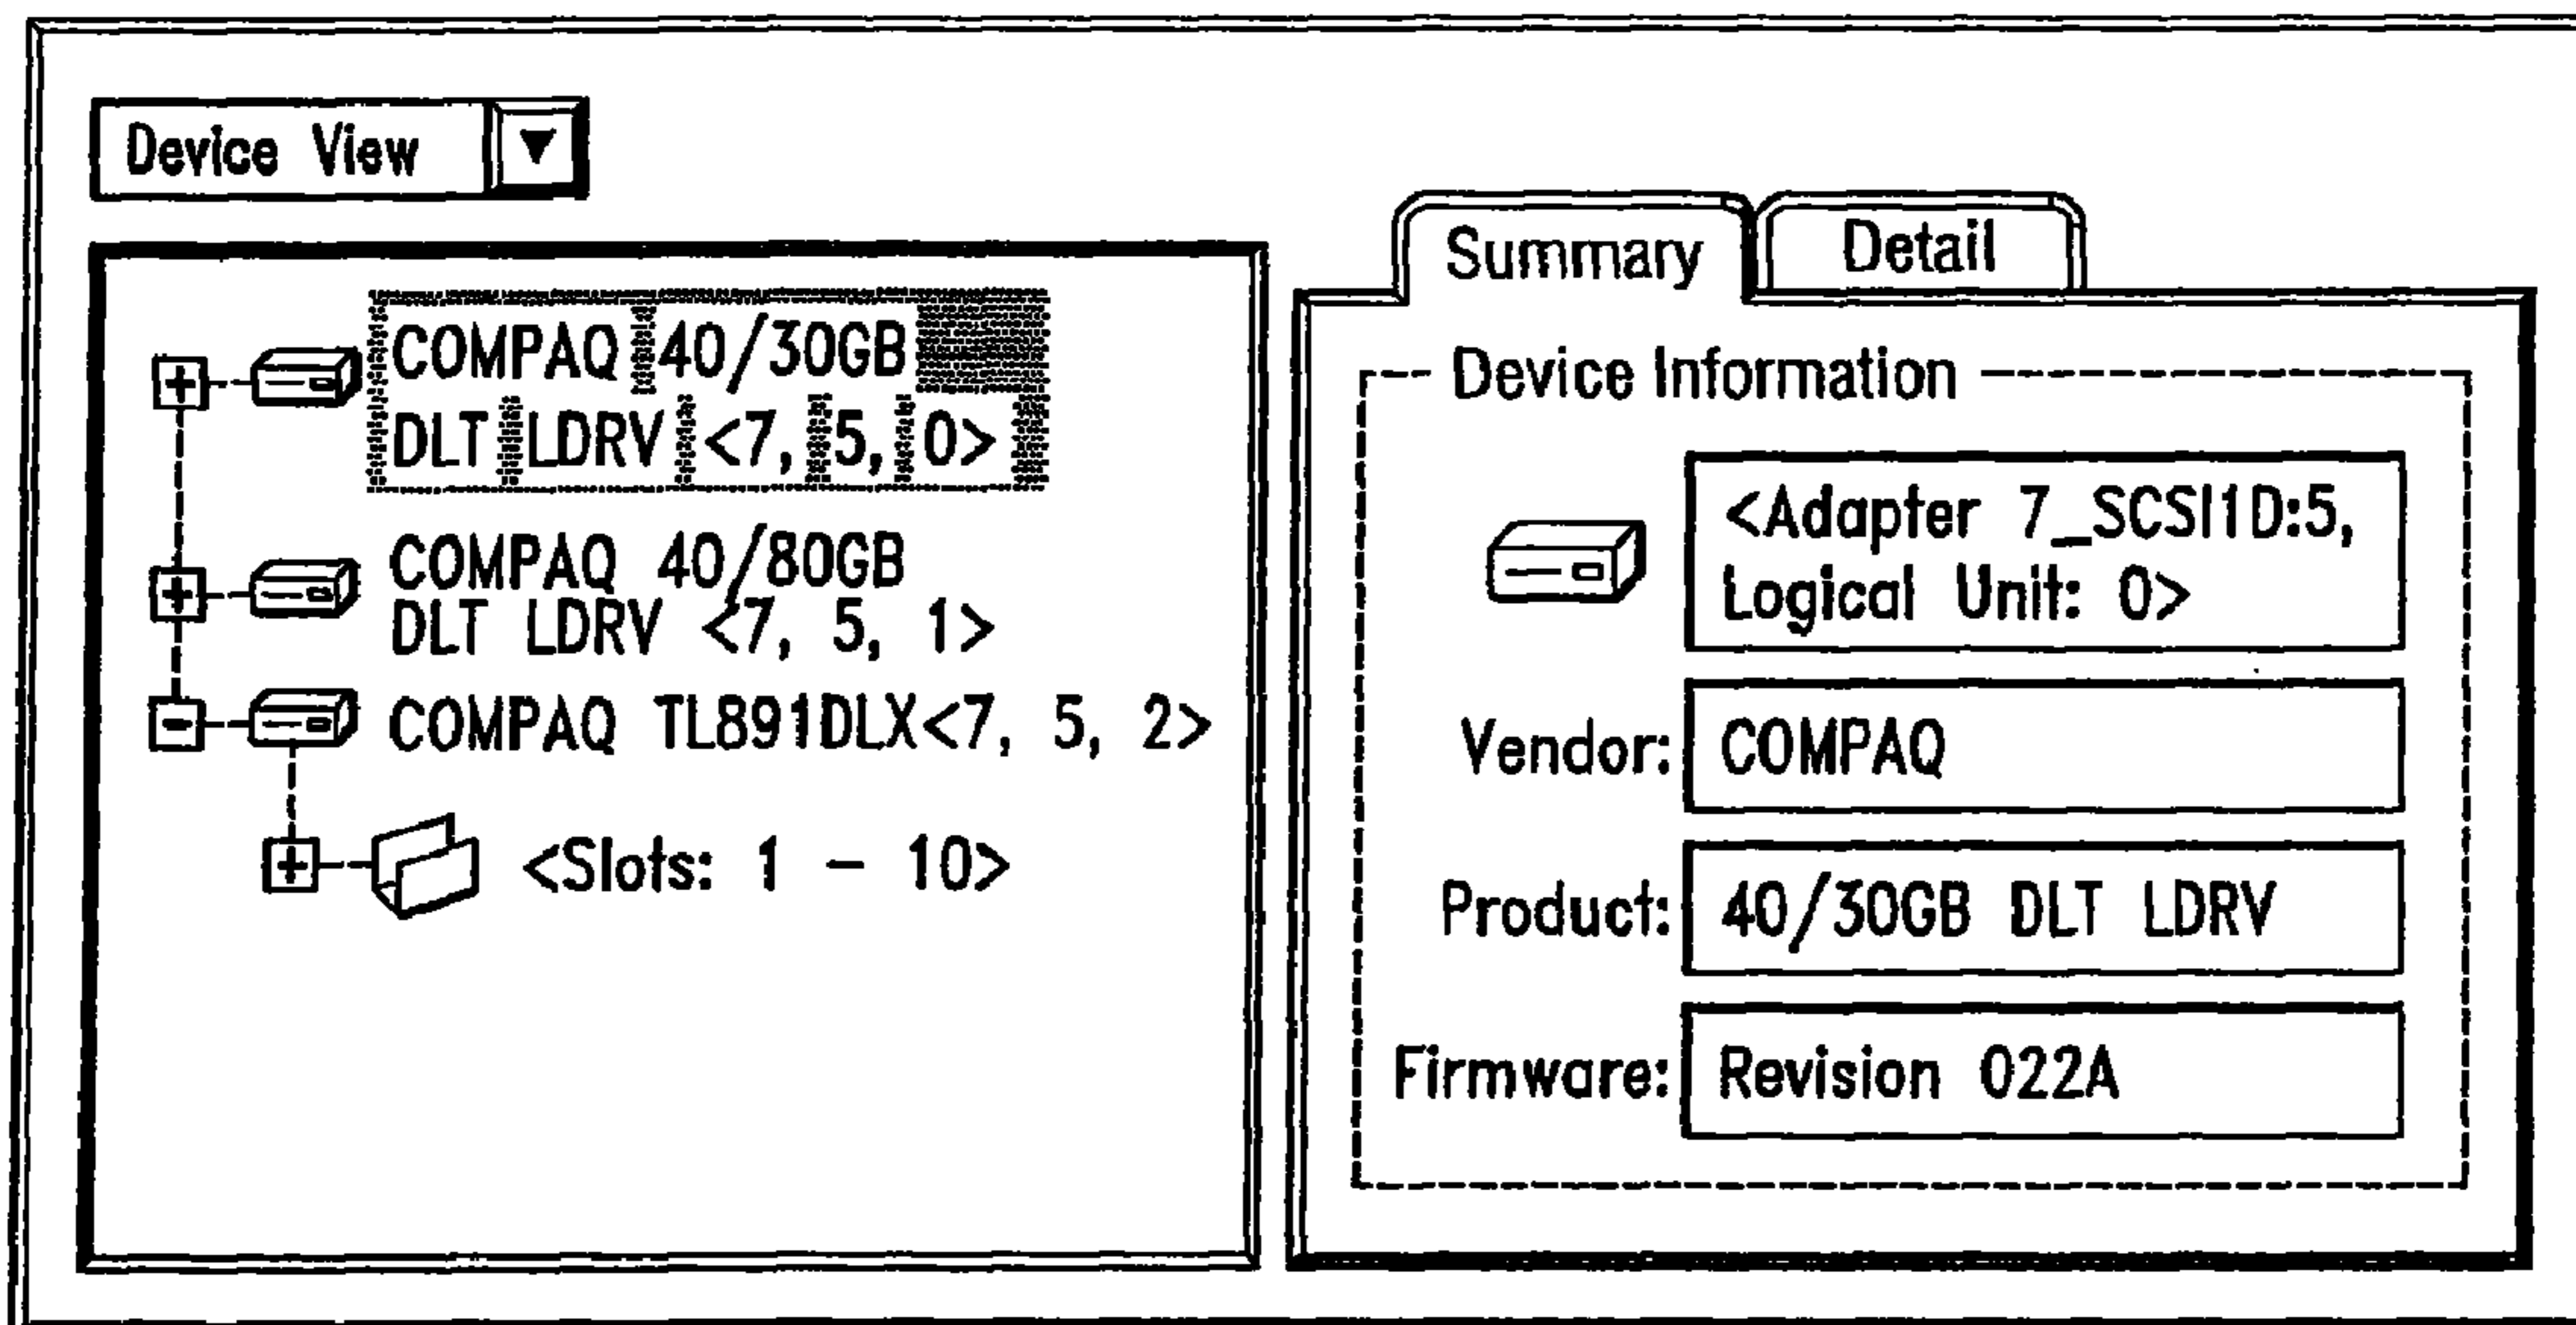 Device View
COMPAQ 40/30GB
DLT LDRV <7, 5, 0>
COMPAQ 40/80GB
DLT LDRV <7, 5, 1>
COMPAQ TL891DLX<7, 5, 2>
<Slots: 1 - 10>
Summary
Detail
Device Information
<Adapter 7_SCSI1D:5,
Logical Unit: 0>
Vendor: COMPAQ
Product: 40/30GB DLT LDRV
Firmware: Revision 022A